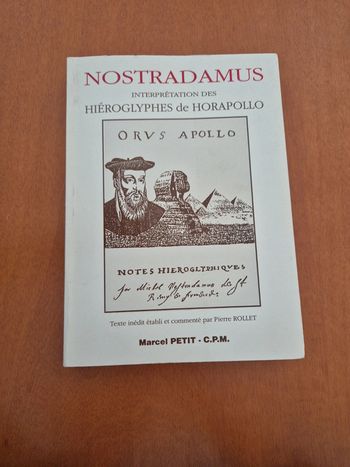 NOSTRADAMUS
INTERPRÉTATION DES
HIÉROGLYPHES de HORAPOLLO
ORVS APOLLO
NOTES HIEROGLYPHIQVES
Texte inédit établi et commenté par Pierre ROLLET
Marcel PETIT - C.P.M.